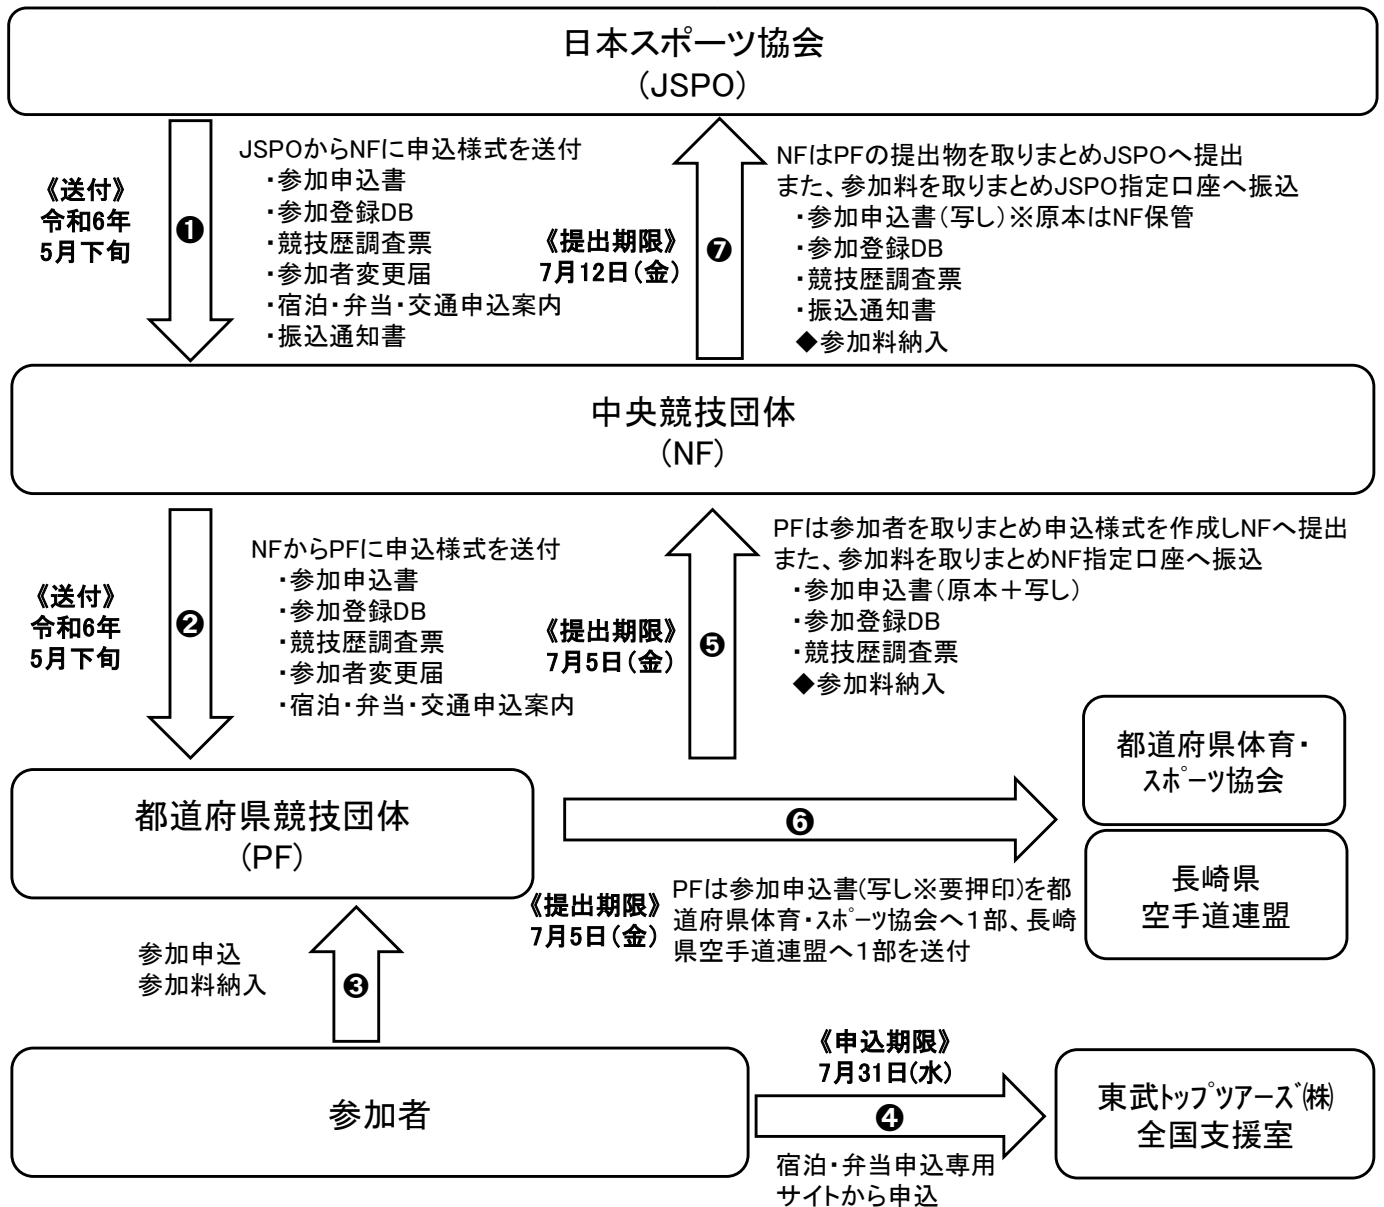 日本スポーツ協会
(JSPO)
《送付》
令和6年
5月下旬
❶
JSPOからNFに申込様式を送付
・参加申込書
・参加登録DB
・競技歴調査票
・参加者変更届
・宿泊・弁当・交通申込案内
・振込通知書
《提出期限》
7月12日(金)
❼
NFはPFの提出物を取りまとめJSPOへ提出
また、参加料を取りまとめJSPO指定口座へ振込
・参加申込書(写し)※原本はNF保管
・参加登録DB
・競技歴調査票
・振込通知書
◆参加料納入
中央競技団体
(NF)
《送付》
令和6年
5月下旬
❷
NFからPFに申込様式を送付
・参加申込書
・参加登録DB
・競技歴調査票
・参加者変更届
・宿泊・弁当・交通申込案内
《提出期限》
7月5日(金)
❺
PFは参加者を取りまとめ申込様式を作成しNFへ提出
また、参加料を取りまとめNF指定口座へ振込
・参加申込書(原本+写し)
・参加登録DB
・競技歴調査票
◆参加料納入
都道府県競技団体
(PF)
❻
都道府県体育・
スポーツ協会
長崎県
空手道連盟
《提出期限》
7月5日(金)
PFは参加申込書(写し※要押印)を都
道府県体育・スポーツ協会へ1部、長崎
県空手道連盟へ1部を送付
参加申込
参加料納入
❸
参加者
《申込期限》
7月31日(水)
❹
宿泊・弁当申込専用
サイトから申込
東武トップツアーズ㈱
全国支援室